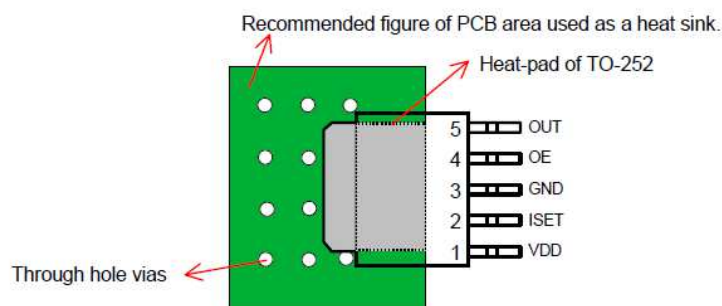 Recommended figure of PCB area used as a heat sink.
Heat-pad of TO-252
5 OUT
4 OE
3 GND
2 ISET
1 VDD
Through hole vias